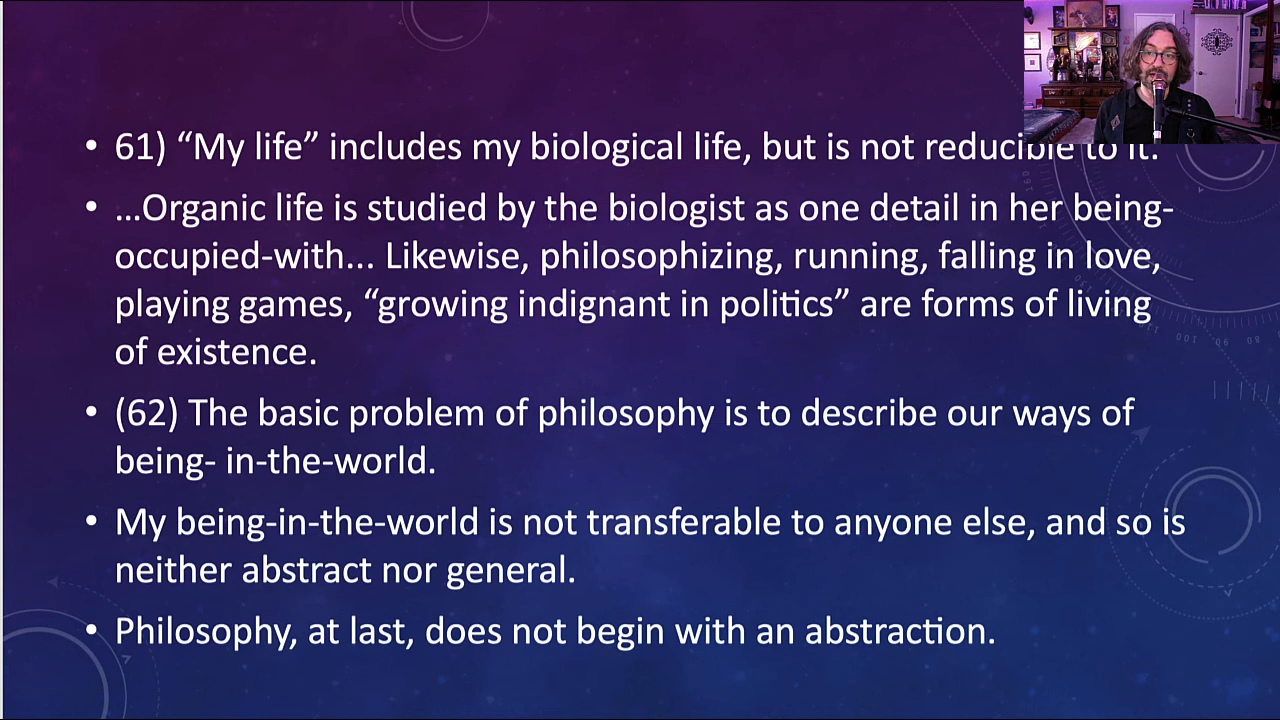 • 61) “My life” includes my biological life, but is not reducible to it.
• …Organic life is studied by the biologist as one detail in her being-
occupied-with... Likewise, philosophizing, running, falling in love,
playing games, “growing indignant in politics” are forms of living
of existence.
• (62) The basic problem of philosophy is to describe our ways of
being- in-the-world.
• My being-in-the-world is not transferable to anyone else, and so is
neither abstract nor general.
• Philosophy, at last, does not begin with an abstraction.